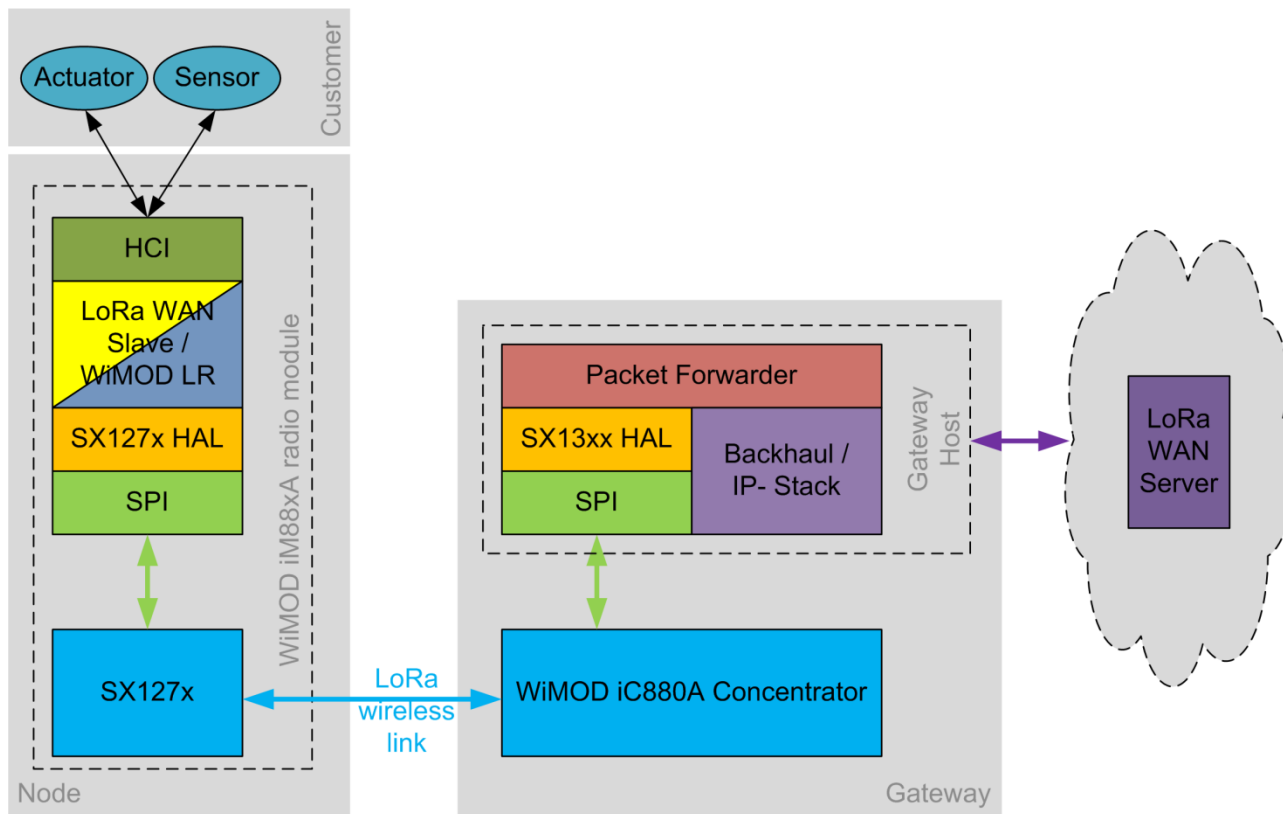 Actuator
Sensor
Customer
HCI
LoRa WAN
Slave /
WiMOD LR
SX127x HAL
SPI
WiMOD iM88xA radio module
SX127x
Node
LoRa
wireless
link
Packet Forwarder
SX13xx HAL
SPI
Backhaul /
IP- Stack
Gateway
Host
WiMOD iC880A Concentrator
Gateway
LoRa
WAN
Server